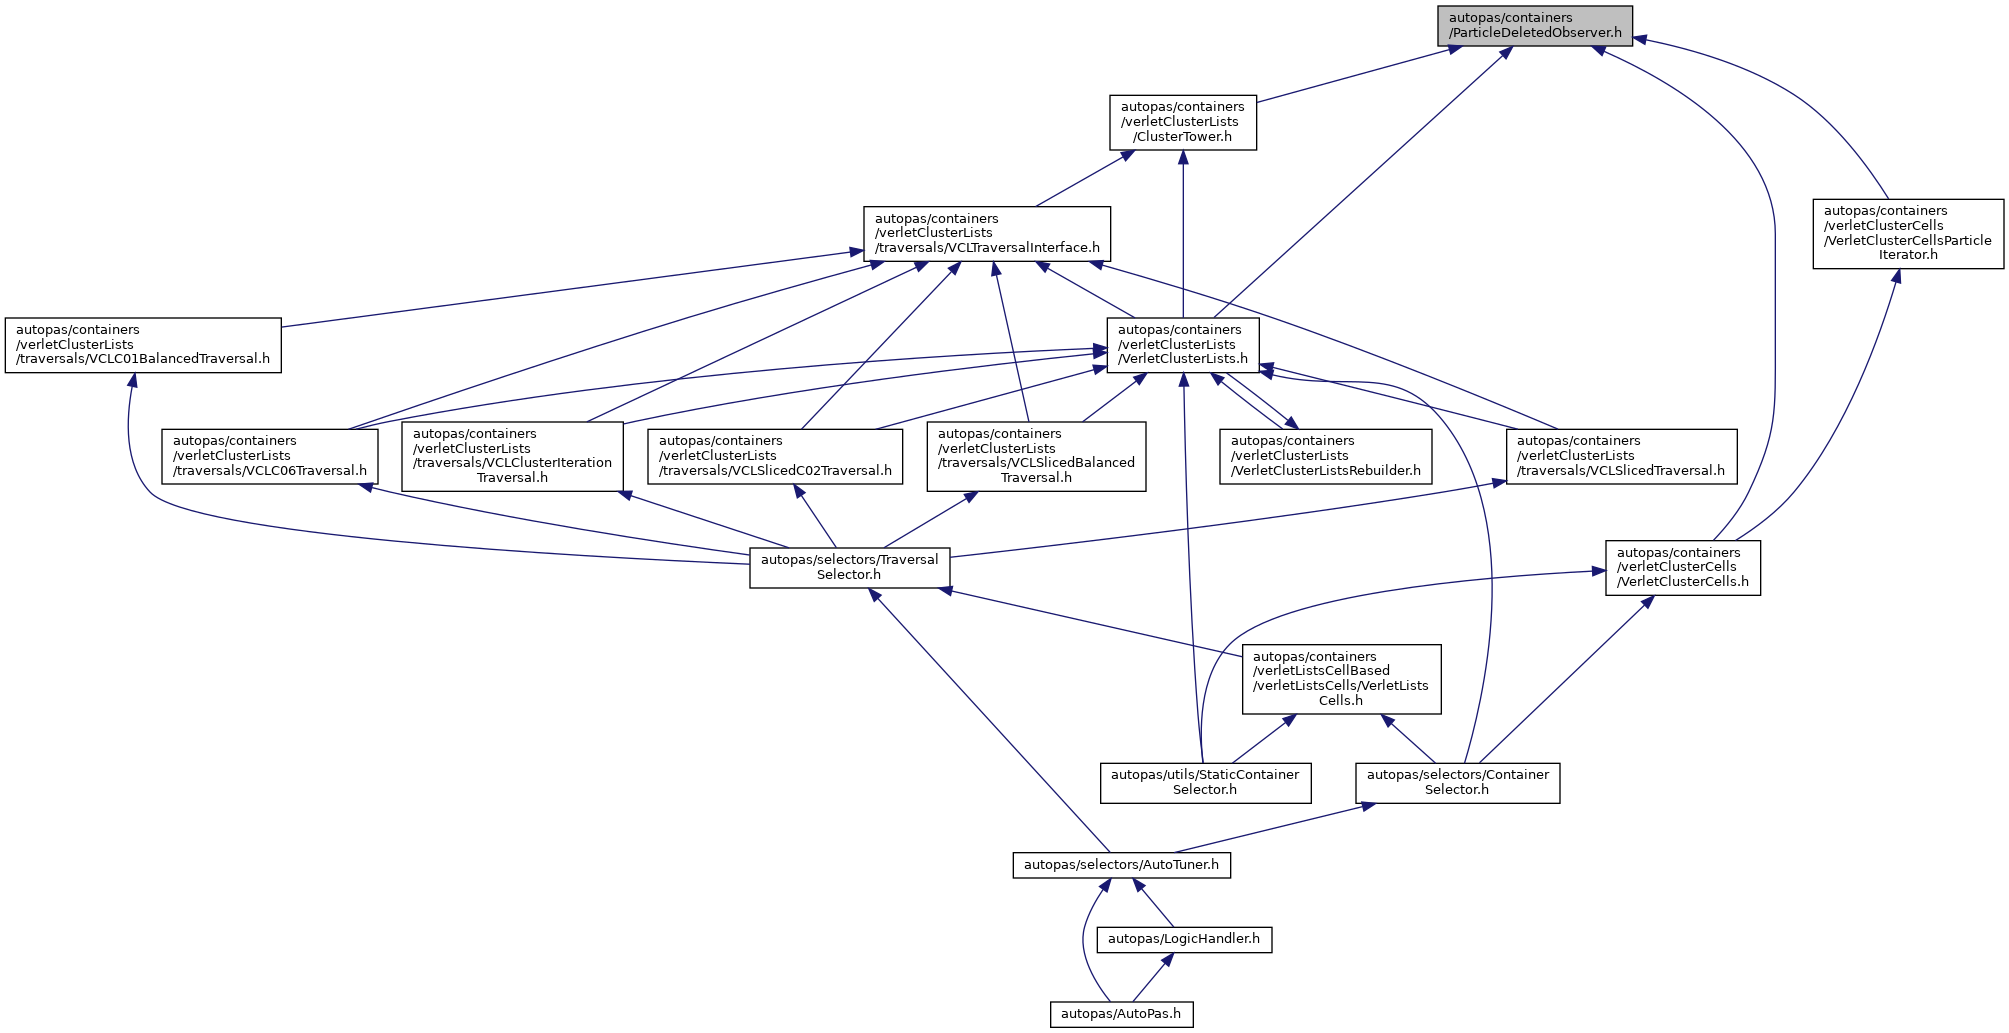 autopas/containers
/ParticleDeletedObserver.h
autopas/containers
/verletClusterLists
/ClusterTower.h
autopas/containers
/verletClusterLists
/traversals/VCLTraversalInterface.h
autopas/containers
/verletClusterCells
/VerletClusterCellsParticle
Iterator.h
autopas/containers
/verletClusterLists
/traversals/VCLC01BalancedTraversal.h
autopas/containers
/verletClusterLists
/VerletClusterLists.h
autopas/containers
/verletClusterLists
/traversals/VCLC06Traversal.h
autopas/containers
/verletClusterLists
/traversals/VCLClusterIteration
Traversal.h
autopas/containers
/verletClusterLists
/traversals/VCLSlicedC02Traversal.h
autopas/containers
/verletClusterLists
/traversals/VCLSlicedBalanced
Traversal.h
autopas/containers
/verletClusterLists
/VerletClusterListsRebuilder.h
autopas/containers
/verletClusterLists
/traversals/VCLSlicedTraversal.h
autopas/selectors/Traversal
Selector.h
autopas/containers
/verletClusterCells
/VerletClusterCells.h
autopas/containers
/verletListsCellBased
/verletListsCells/VerletLists
Cells.h
autopas/utils/StaticContainer
Selector.h
autopas/selectors/Container
Selector.h
autopas/selectors/AutoTuner.h
autopas/LogicHandler.h
autopas/AutoPas.h